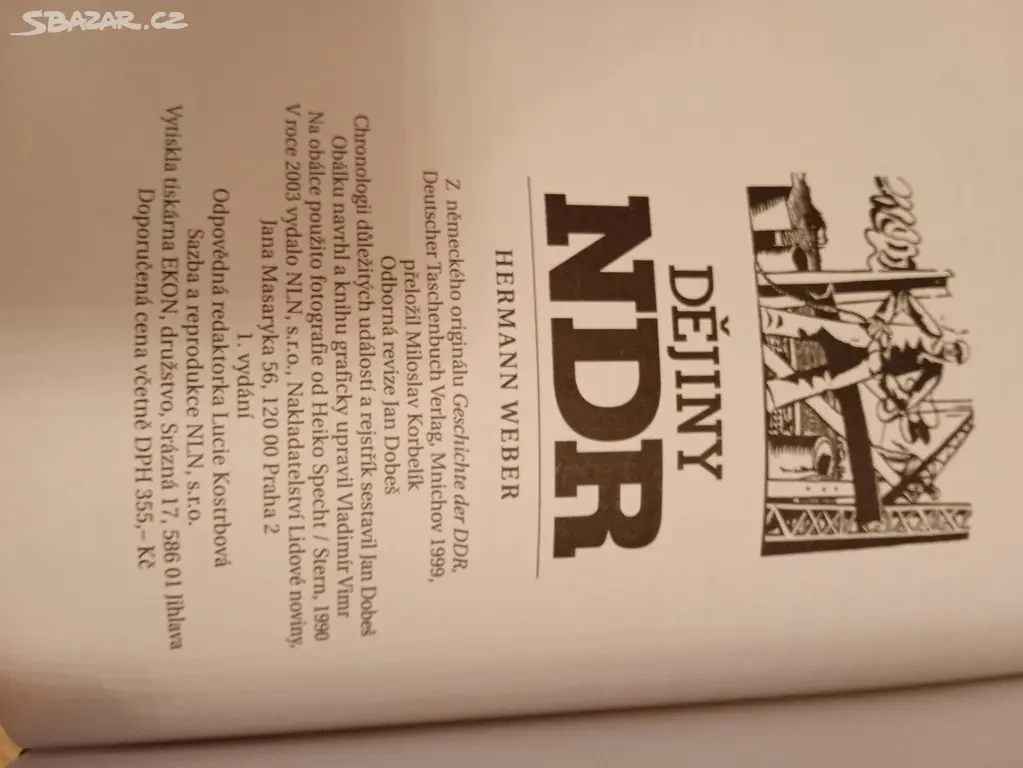 SBAZAR.CZ
DĚJINY
NDR
HERMANN WEBER
Z německého originálu Geschichte der DDR,
Deutscher Taschenbuch Verlag, Mnichov 1999,
přeložil Miloslav Korbelík
Odborná revize Jan Dobeš
Chronologii důležitých událostí a rejstřík sestavil Jan Dobeš
Obálku navrhl a knihu graficky upravil Vladimír Vimr
Na obálce použito fotografie od Heiko Specht / Stern, 1990
V roce 2003 vydalo NLN, s.r.o., Nakladatelství Lidové noviny,
Jana Masaryka 56, 120 00 Praha 2
1. vydání
Odpovědná redaktorka Lucie Kostrbová
Sazba a reprodukce NLN, s.r.o.
Vytiskla tiskárna EKON, družstvo, Srázná 17, 586 01 Jihlava
Doporučená cena včetně DPH 355,– Kč